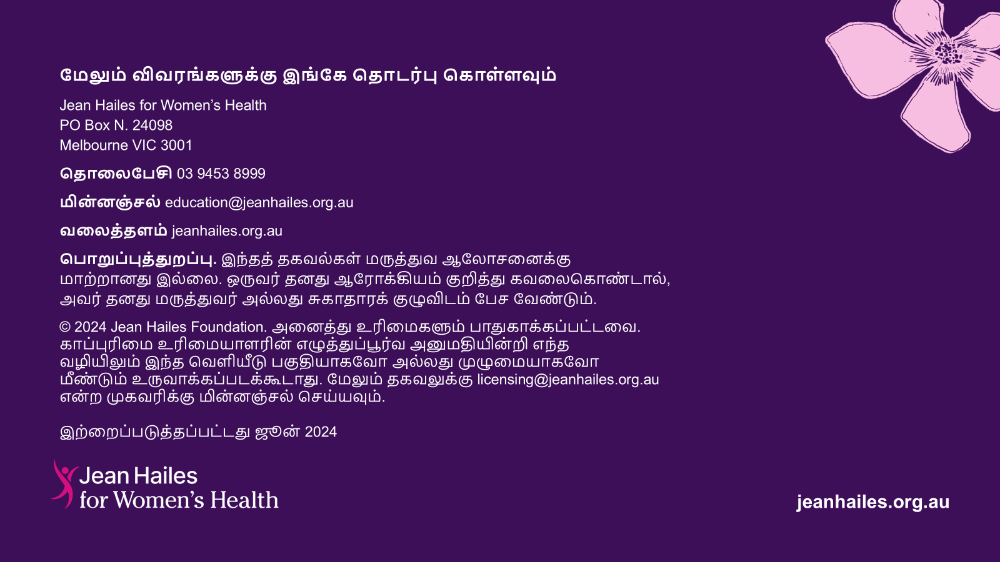 மேலும் விவரங்களுக்கு இங்கே தொடர்பு கொள்ளவும்
Jean Hailes for Women’s Health
PO Box N. 24098
Melbourne VIC 3001
தொலைபேசி 03 9453 8999
மின்னஞ்சல் education@jeanhailes.org.au
வலைத்தளம் jeanhailes.org.au
பொறுப்புத்துறப்பு. இந்தத் தகவல்கள் மருத்துவ ஆலோசனைக்கு
மாற்றானது இல்லை. ஒருவர் தனது ஆரோக்கியம் குறித்து கவலைகொண்டால்,
அவர் தனது மருத்துவர் அல்லது சுகாதாரக் குழுவிடம் பேச வேண்டும்.
© 2024 Jean Hailes Foundation. அனைத்து உரிமைகளும் பாதுகாக்கப்பட்டவை.
காப்புரிமை உரிமையாளரின் எழுத்துப்பூர்வ அனுமதியின்றி எந்த
வழியிலும் இந்த வெளியீடு பகுதியாகவோ அல்லது முழுமையாகவோ
மீண்டும் உருவாக்கப்படக்கூடாது. மேலும் தகவலுக்கு licensing@jeanhailes.org.au
என்ற முகவரிக்கு மின்னஞ்சல் செய்யவும்.
இற்றைப்படுத்தப்பட்டது ஜூன் 2024
Jean Hailes
for Women’s Health
jeanhailes.org.au